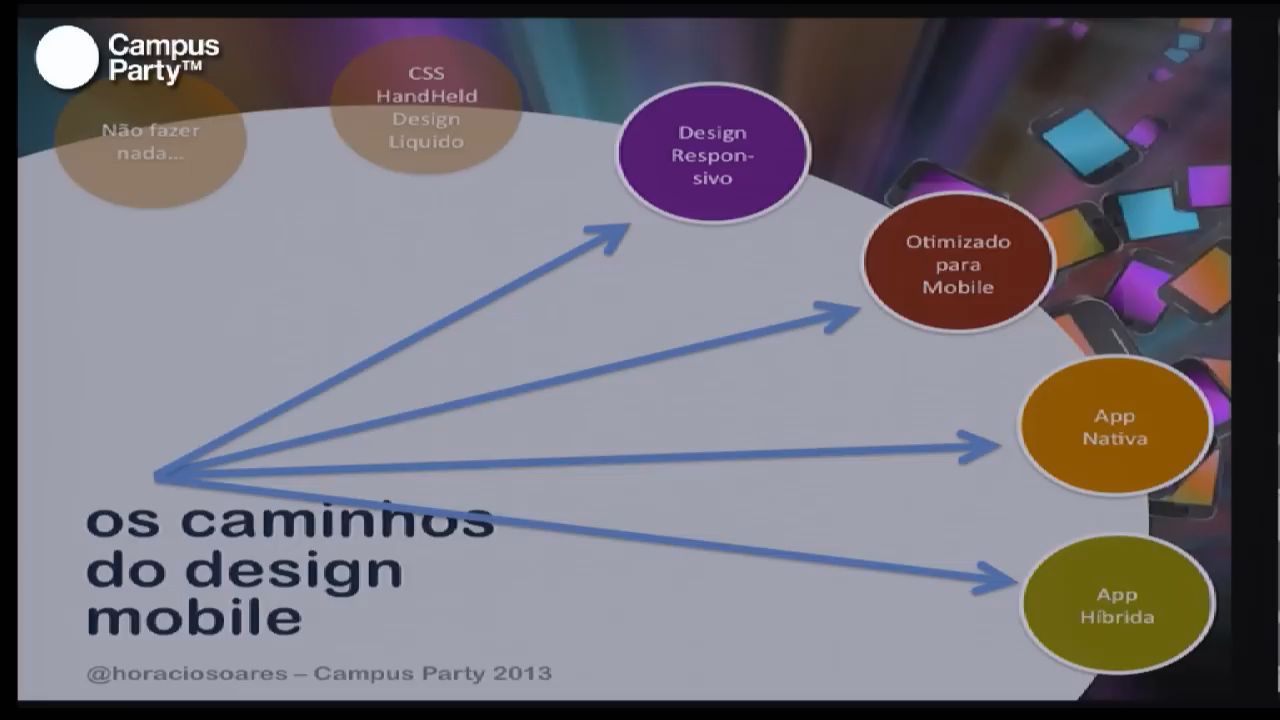 Campus
Party™
Não fazer
nada...
CSS
HandHeld
Design
Liquido
Design
Respon-
sivo
Otimizado
para
Mobile
App
Nativa
App
Híbrida
os caminhos
do design
mobile
@horaciosoares – Campus Party 2013